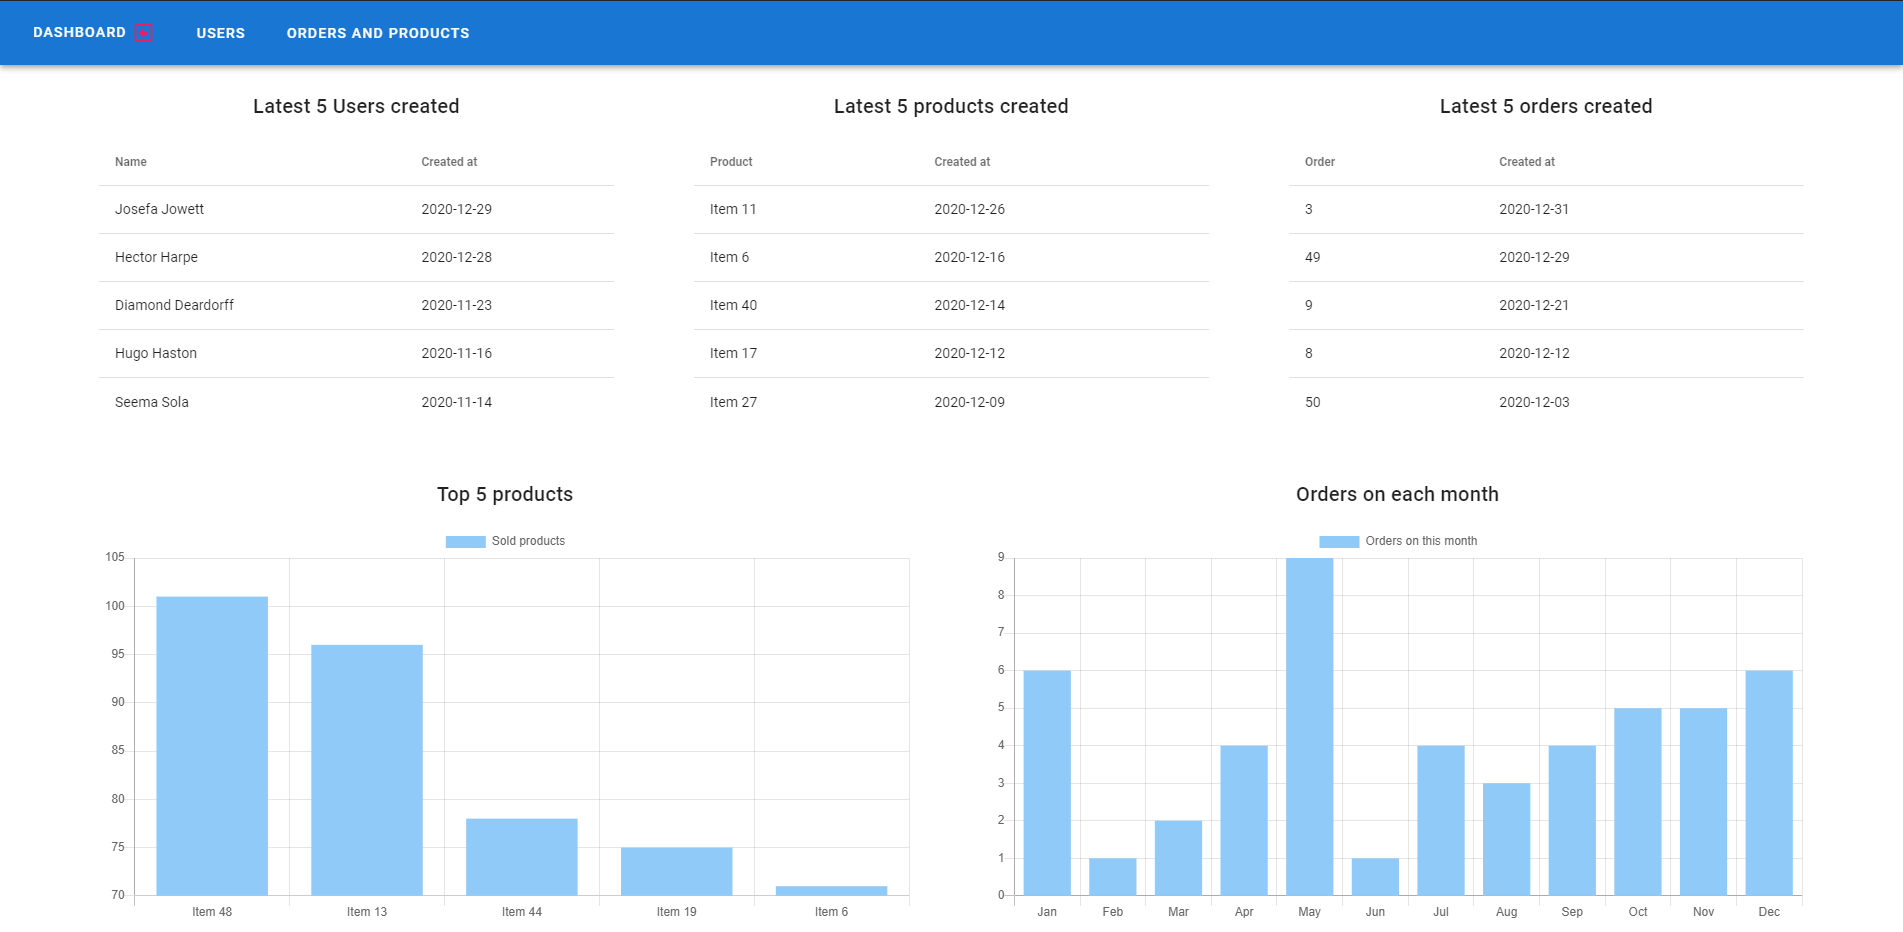 DASHBOARD USERS ORDERS AND PRODUCTS
Latest 5 Users created
Name Created at
Josefa Jowett 2020-12-29
Hector Harpe 2020-12-28
Diamond Deardorff 2020-11-23
Hugo Haston 2020-11-16
Seema Sola 2020-11-14
Latest 5 products created
Product Created at
Item 11 2020-12-26
Item 6 2020-12-16
Item 40 2020-12-14
Item 17 2020-12-12
Item 27 2020-12-09
Latest 5 orders created
Order Created at
3 2020-12-31
49 2020-12-29
9 2020-12-21
8 2020-12-12
50 2020-12-03
Top 5 products
Sold products
105
100
95
90
85
80
75
70
Item 48 Item 13 Item 44 Item 19 Item 6
Orders on each month
Orders on this month
9
8
7
6
5
4
3
2
1
0
Jan Feb Mar Apr May Jun Jul Aug Sep Oct Nov Dec